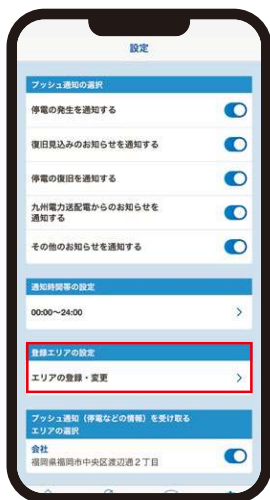 設定
プッシュ通知の選択
停電の発生を通知する
復旧見込みのお知らせを通知する
停電の復旧を通知する
九州電力送配電からのお知らせを
通知する
その他のお知らせを通知する
通知時間帯の設定
00:00〜24:00
登録エリアの設定
エリアの登録・変更
プッシュ通知（停電などの情報）を受け取る
エリアの選択
会社
福岡県福岡市中央区渡辺通2丁目